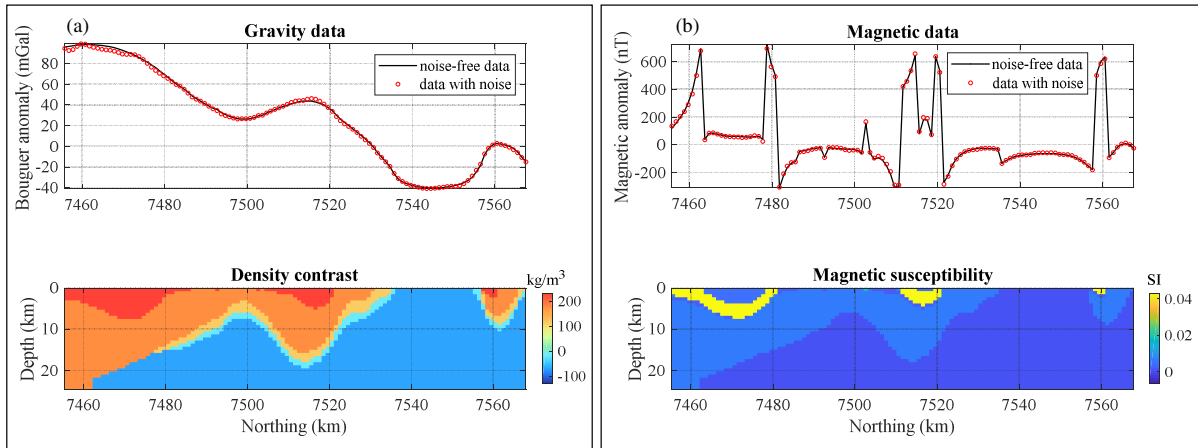 (a)
Gravity data
Bouguer anomaly (mGal)
80
60
40
20
0
-20
-40
noise-free data
data with noise
7460 7480 7500 7520 7540 7560
Density contrast
kg/m³
Depth (km)
0
10
20
200
100
0
-100
7460 7480 7500 7520 7540 7560
Northing (km)
(b)
Magnetic data
Magnetic anomaly (nT)
600
400
200
0
-200
noise-free data
data with noise
7460 7480 7500 7520 7540 7560
Magnetic susceptibility
SI
Depth (km)
0
10
20
0.04
0.02
0
7460 7480 7500 7520 7540 7560
Northing (km)